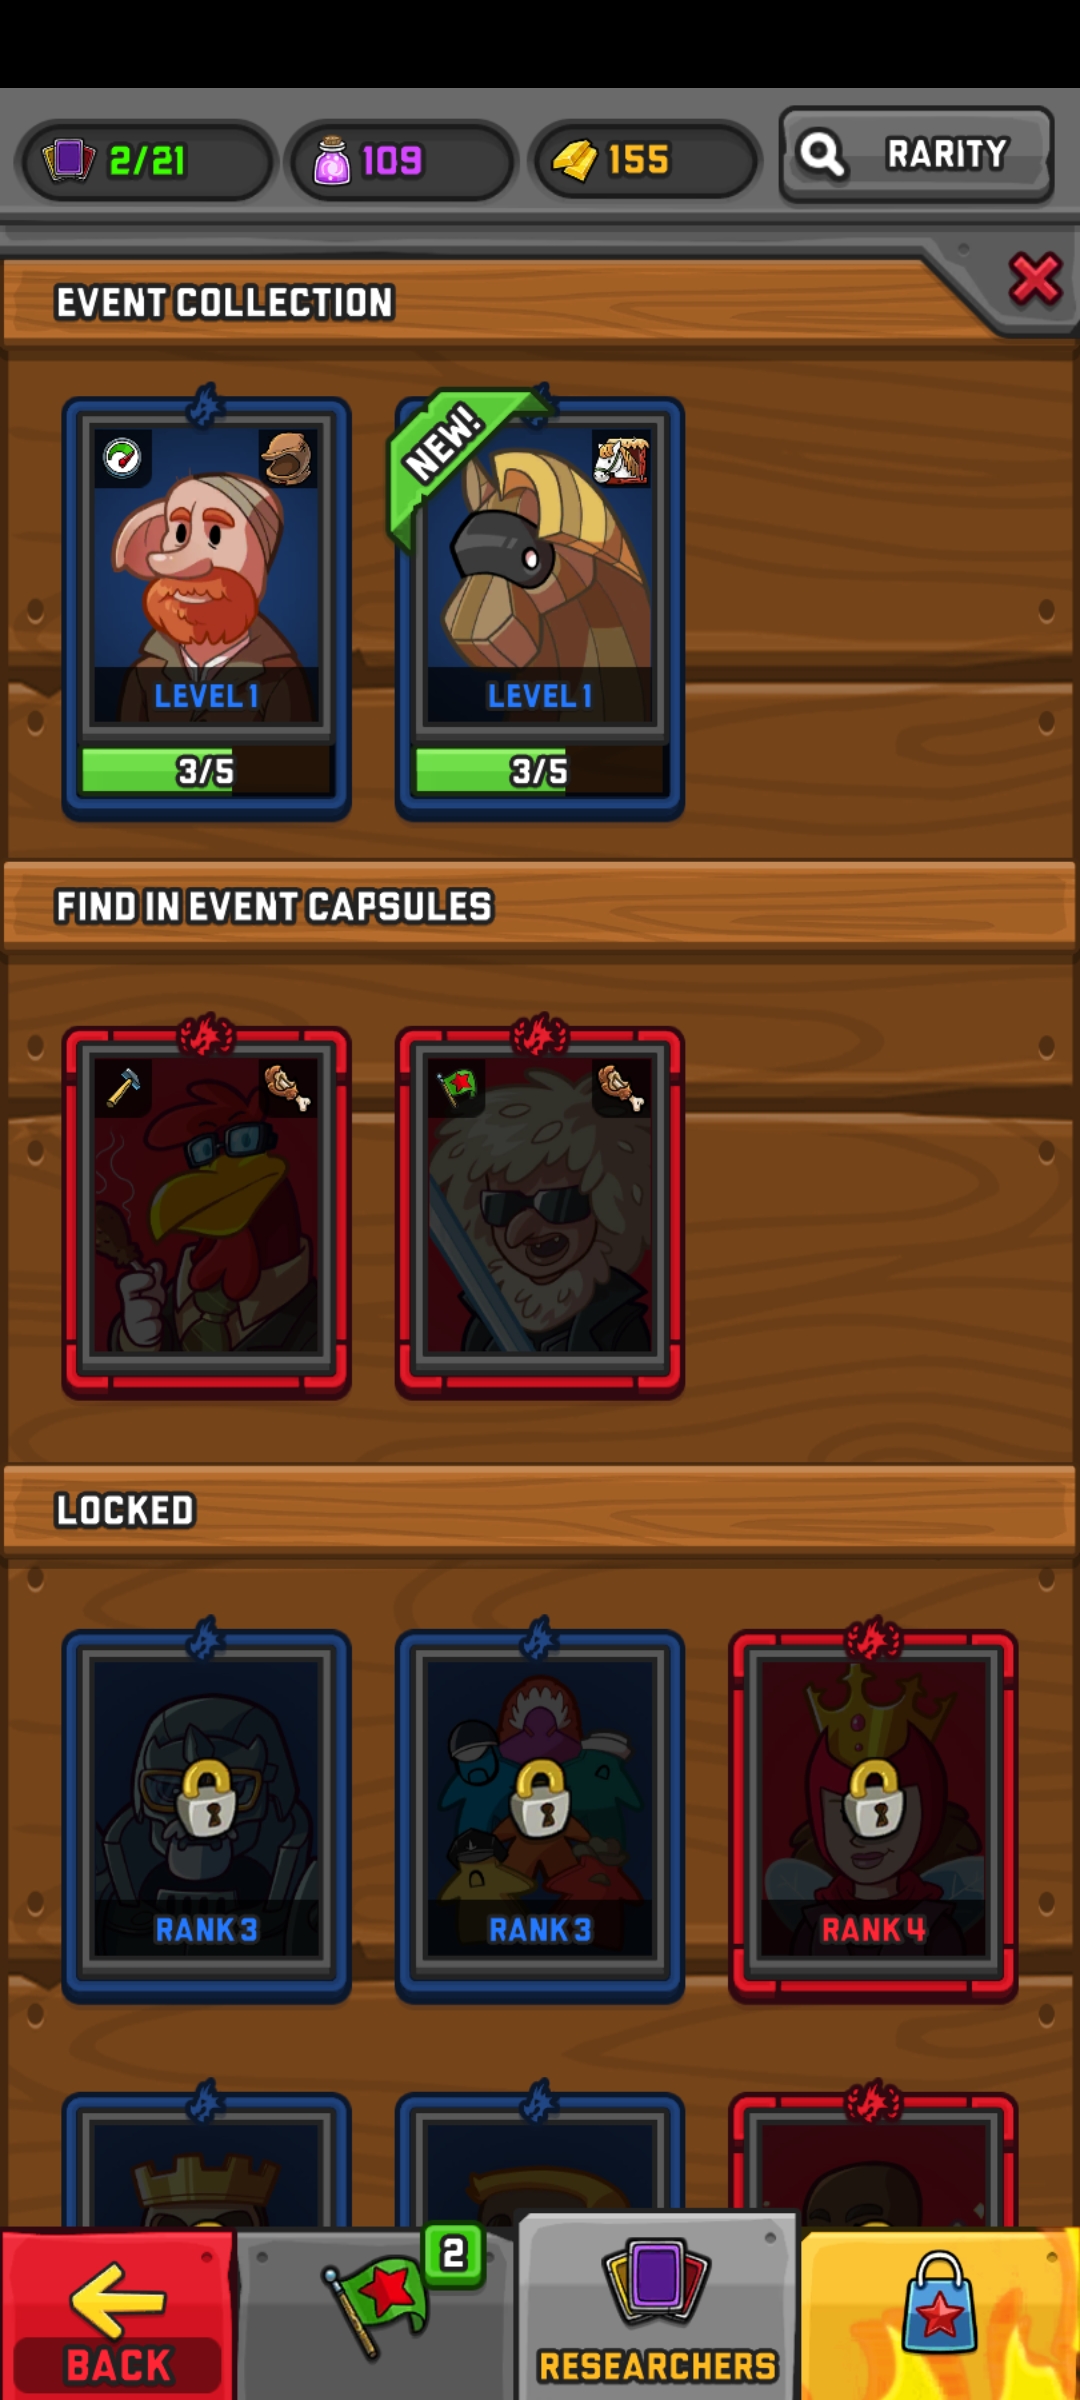 2/21
109
155
RARITY
EVENT COLLECTION
NEW!
LEVEL 1
LEVEL 1
3/5
3/5
FIND IN EVENT CAPSULES
LOCKED
RANK 3
RANK 3
RANK 4
2
BACK
RESEARCHERS